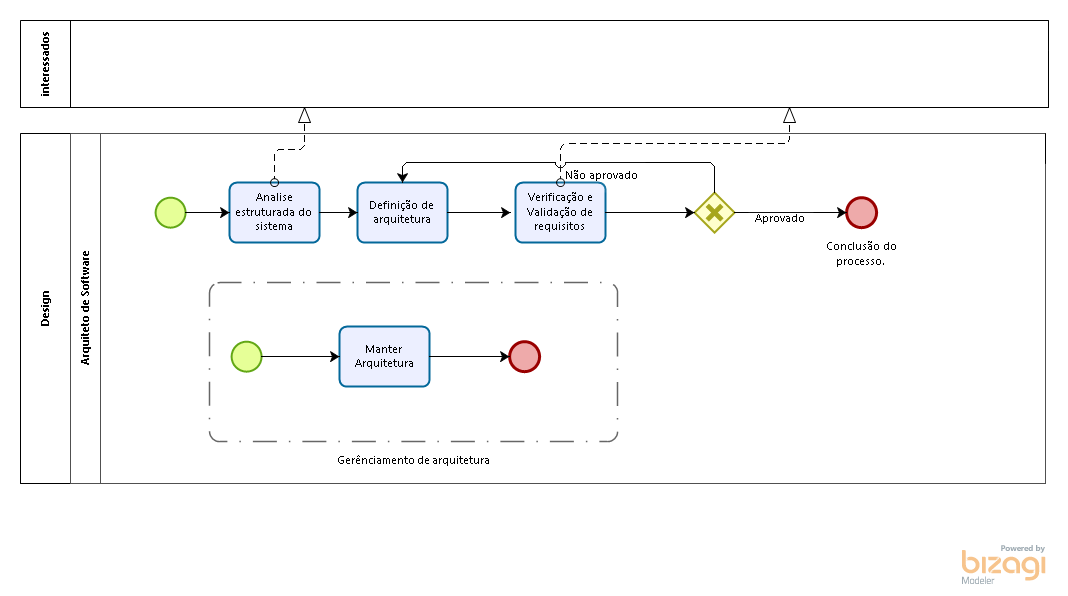 interessados
Design
Arquiteto de Software
Não aprovado
Analise
estruturada do
sistema
Definição de
arquitetura
Verificação e
Validação de
requisitos
Aprovado
Conclusão do
processo.
Manter
Arquitetura
Gerênciamento de arquitetura
Powered by
bizagi
Modeler